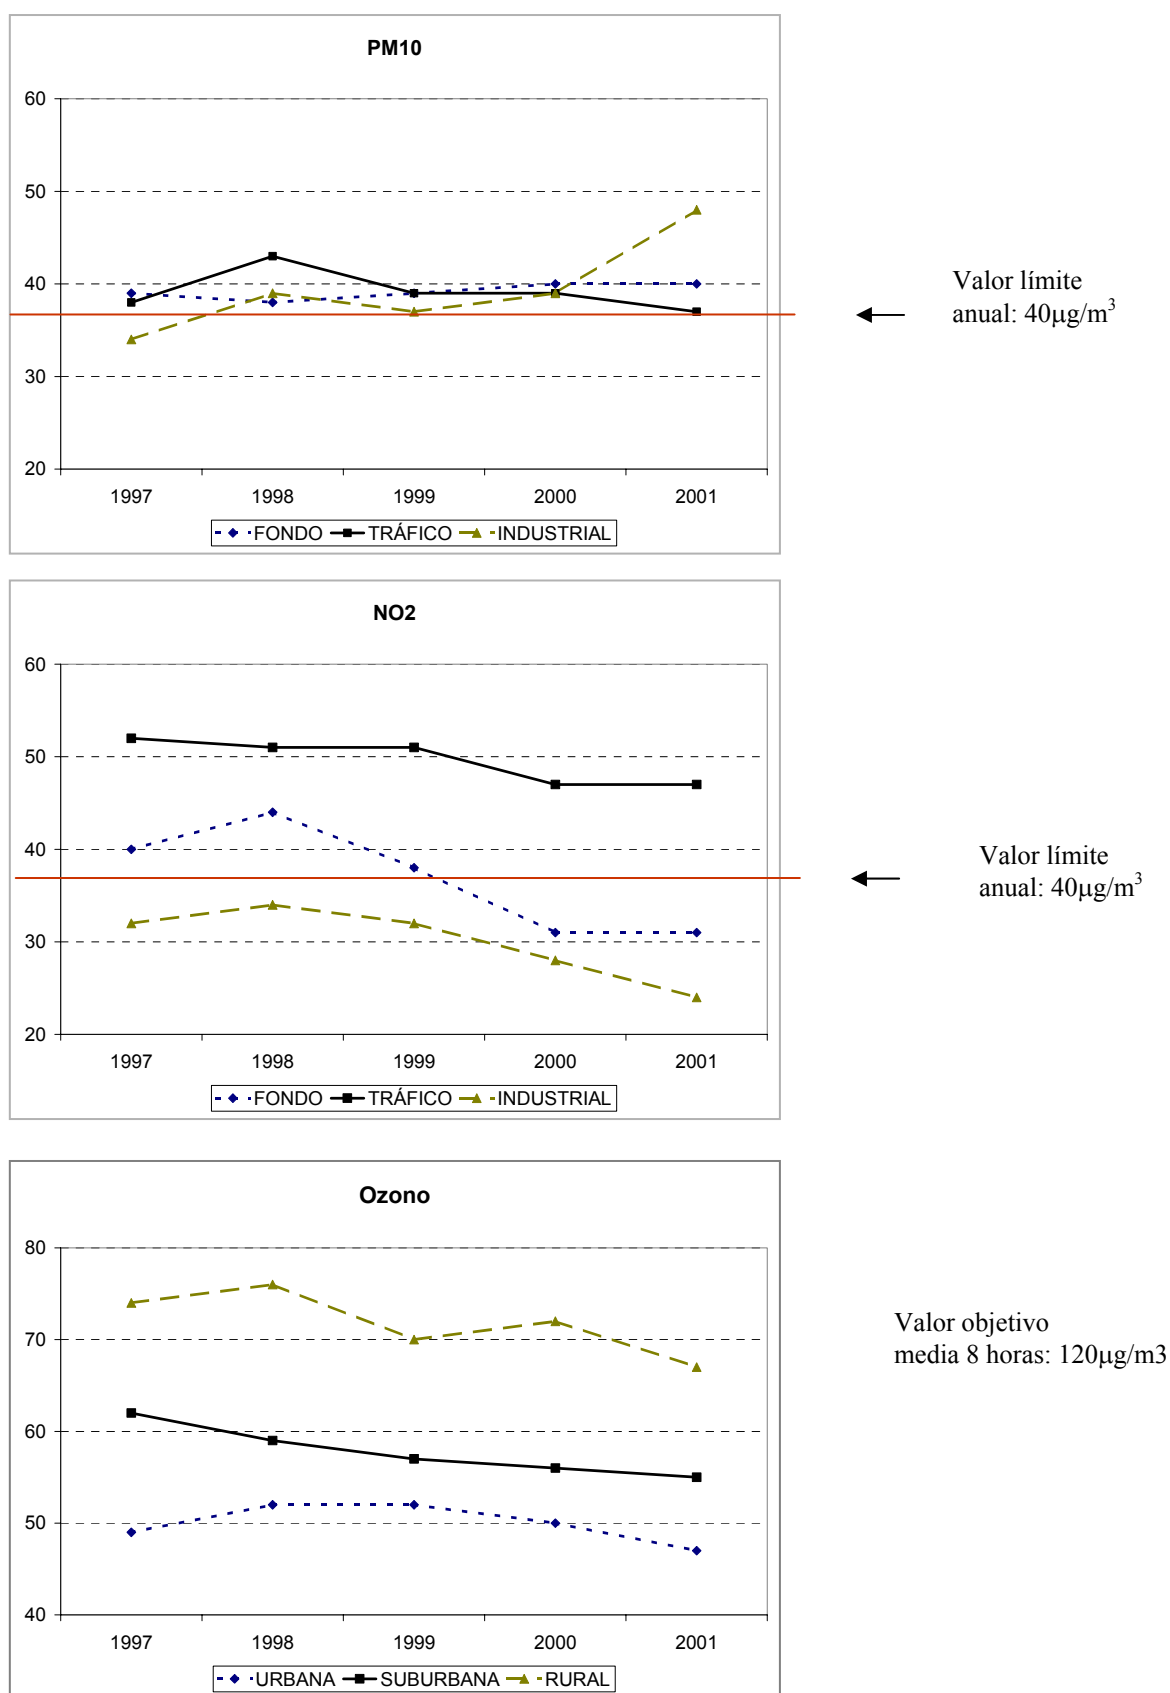 PM10
60
50
40
30
20
1997 1998 1999 2000 2001
FONDO TRÁFICO INDUSTRIAL
Valor límite
anual: 40μg/m³
NO2
60
50
40
30
20
1997 1998 1999 2000 2001
FONDO TRÁFICO INDUSTRIAL
Valor límite
anual: 40μg/m³
Ozono
80
70
60
50
40
1997 1998 1999 2000 2001
URBANA SUBURBANA RURAL
Valor objetivo
media 8 horas: 120μg/m3